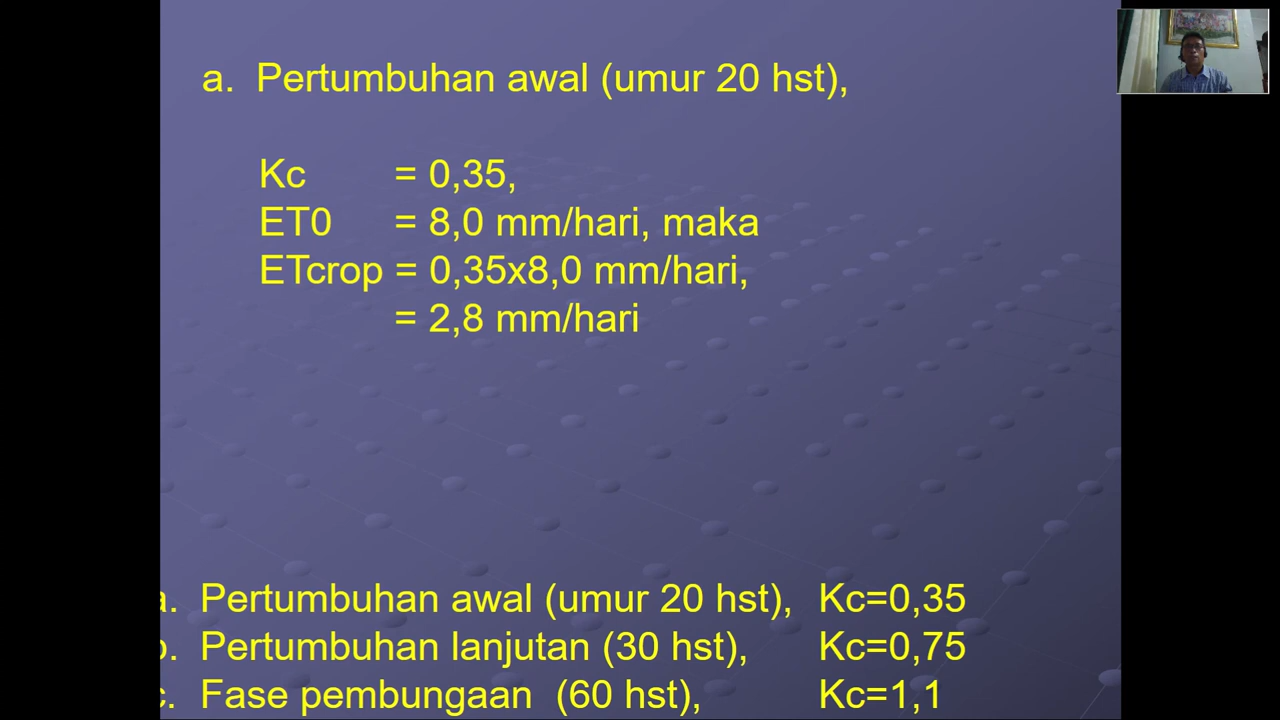 a. Pertumbuhan awal (umur 20 hst),
Kc = 0,35,
ET0 = 8,0 mm/hari, maka
ETcrop = 0,35x8,0 mm/hari,
= 2,8 mm/hari
a. Pertumbuhan awal (umur 20 hst), Kc=0,35
b. Pertumbuhan lanjutan (30 hst), Kc=0,75
c. Fase pembungaan (60 hst), Kc=1,1